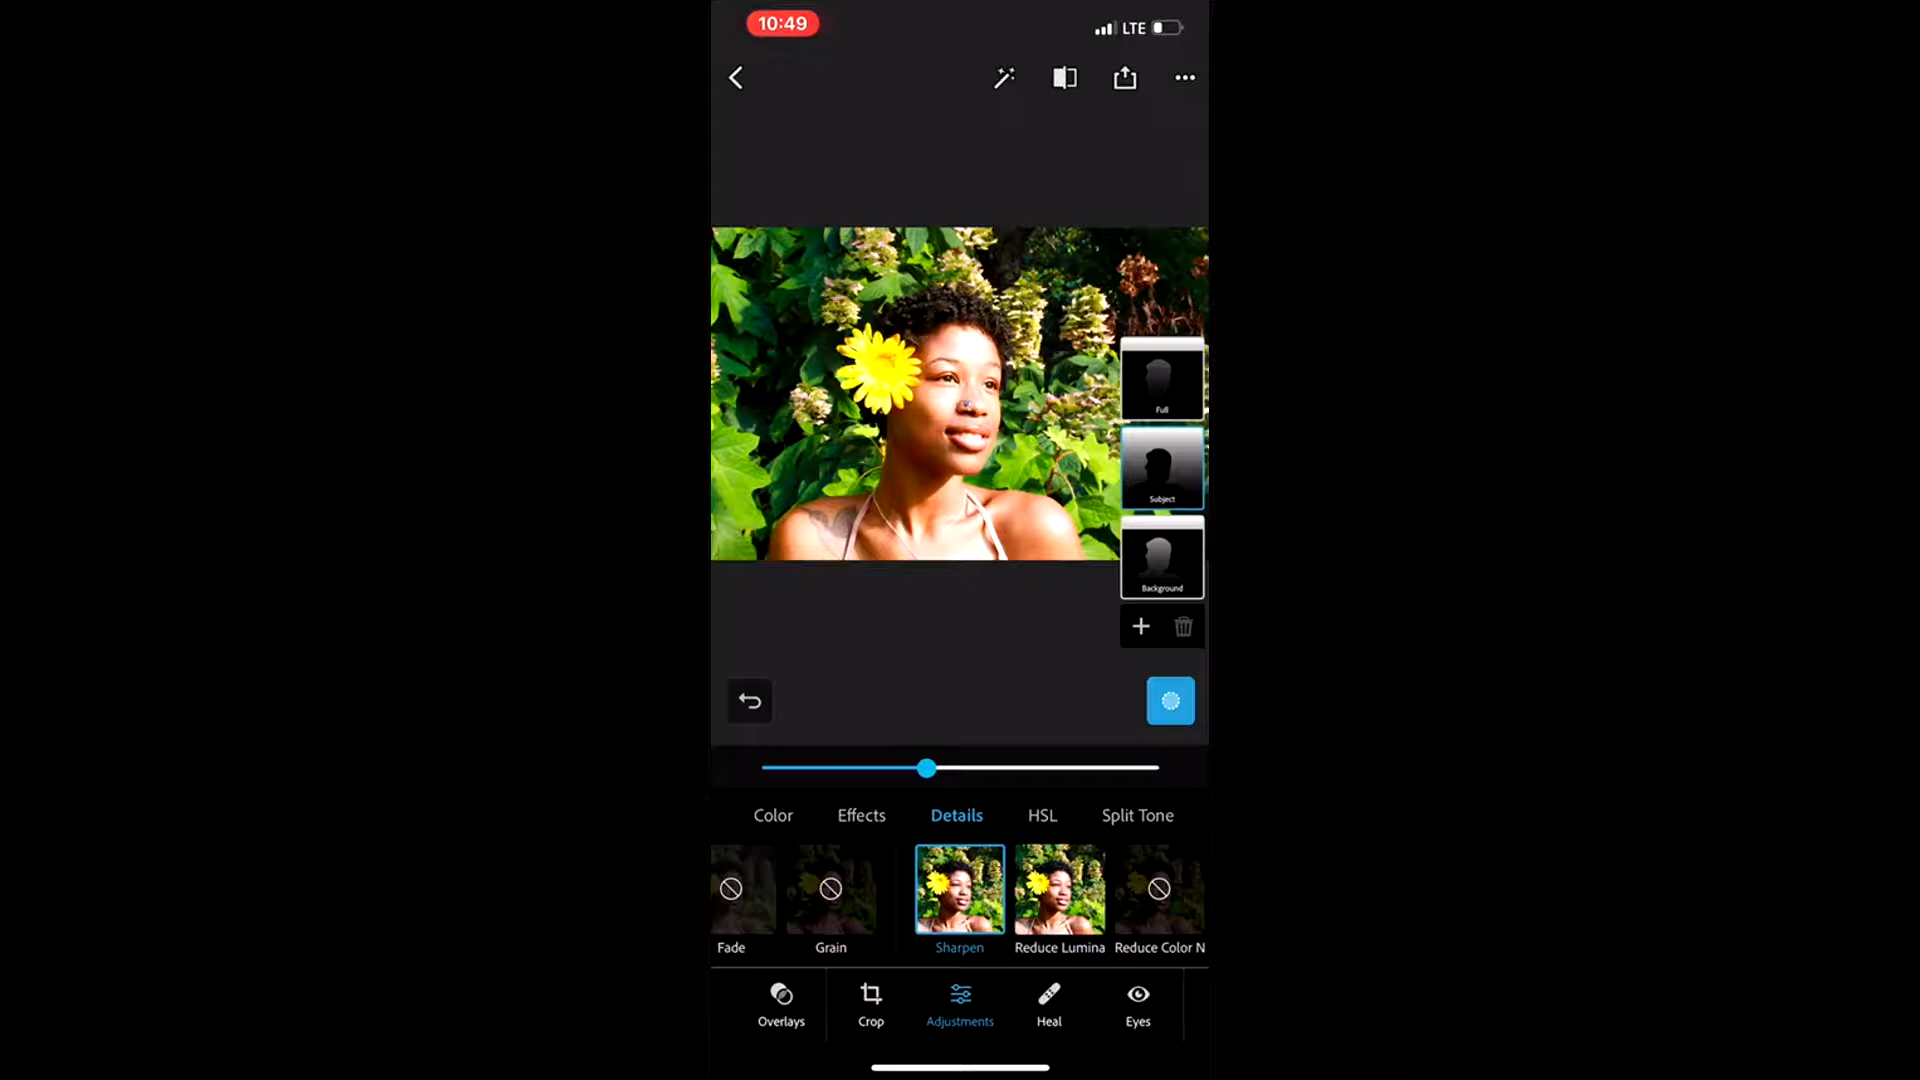 10:49
LTE
Full
Subject
Background
Color Effects Details HSL Split Tone
Fade Grain Sharpen Reduce Lumina Reduce Color N
Overlays Crop Adjustments Heal Eyes